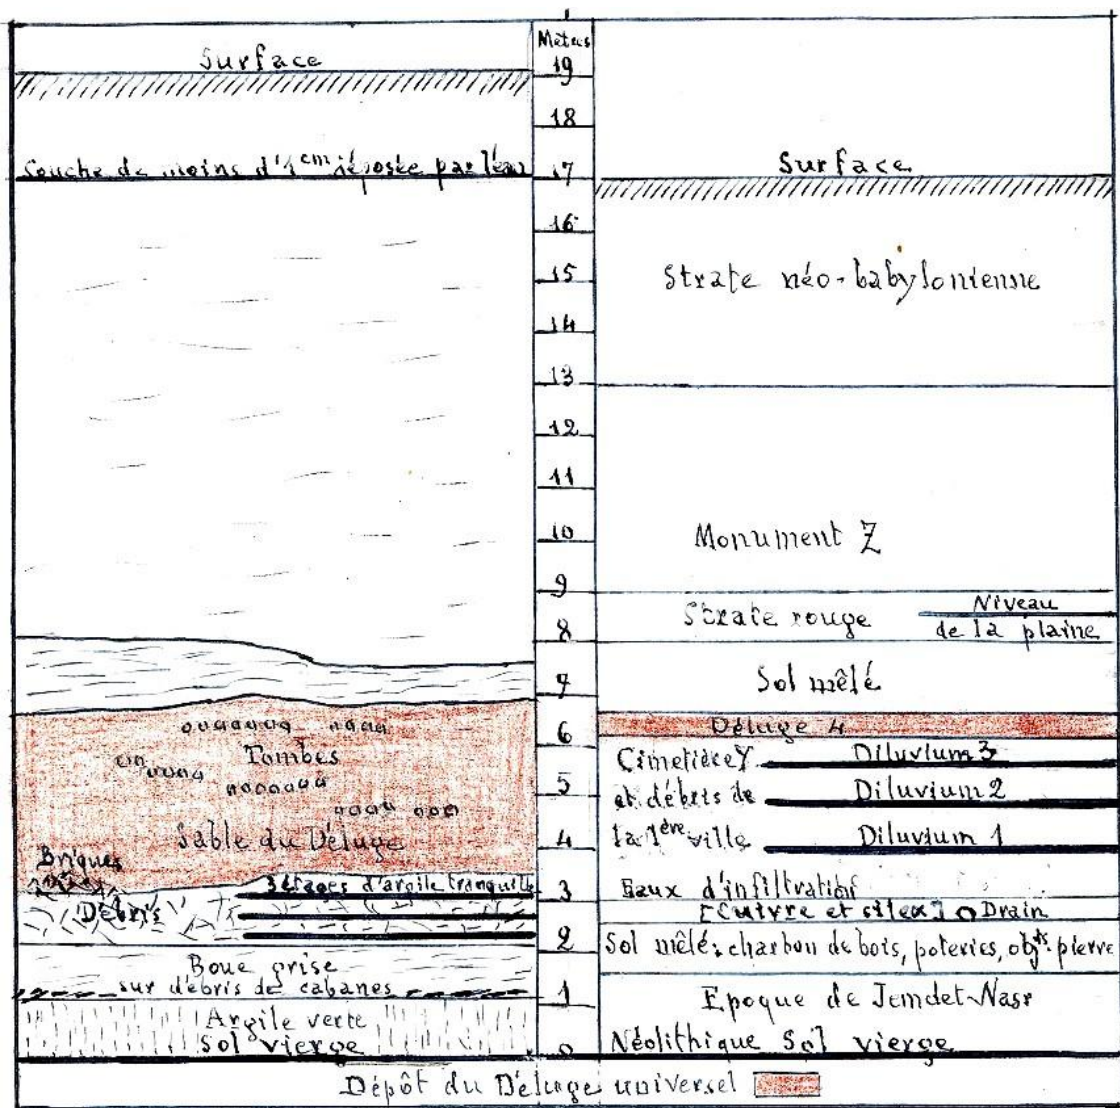 Surface
Couche de moins d'1 cm déposée par l'eau
Tombes
Sable du Déluge
Briques
3 étages d'argile tranquille
Débris
Boue grise
sur débris de cabanes
Argile verte
Sol vierge
Mètres
19
18
17
16
15
14
13
12
11
10
9
8
7
6
5
4
3
2
1
0
Surface
Strate néo-babylonienne
Monument Z
Strate rouge
Niveau
de la plaine
Sol mêlé
Déluge 4
Cimetière Y
Diluvium 3
et débris de
Diluvium 2
la 1ère ville
Diluvium 1
Eaux d'infiltration
[Cuivre et silex] Drain
Sol mêlé: charbon de bois, poteries, objts pierre
Epoque de Jemdet-Nasr
Néolithique Sol vierge
Dépôt du Déluge universel